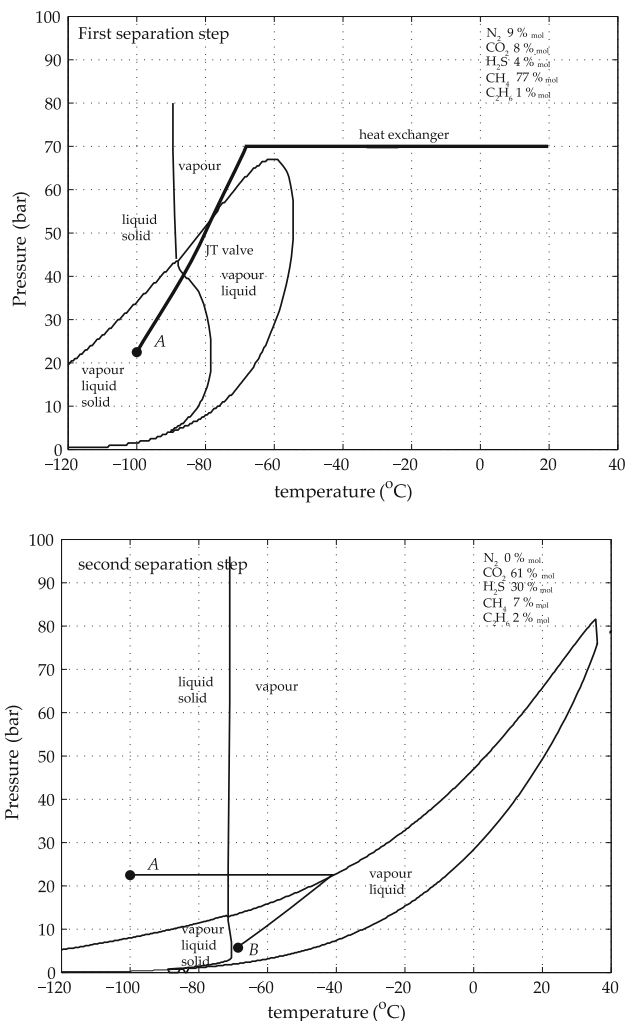 First separation step
N₂ 9 % mol
CO₂ 8 % mol
H₂S 4 % mol
CH₄ 77 % mol
C₂H₆ 1 % mol
heat exchanger
vapour
liquid
solid
JT valve
vapour
liquid
A
vapour
liquid
solid
Pressure (bar)
100
90
80
70
60
50
40
30
20
10
0
−120 −100 −80 −60 −40 −20 0 20 40
temperature (°C)
second separation step
N₂ 0 % mol.
CO₂ 61 % mol
H₂S 30 % mol
CH₄ 7 % mol
C₂H₆ 2 % mol
liquid
solid
vapour
A
vapour
liquid
vapour
liquid
solid
B
Pressure (bar)
100
90
80
70
60
50
40
30
20
10
0
−120 −100 −80 −60 −40 −20 0 20 40
temperature (°C)